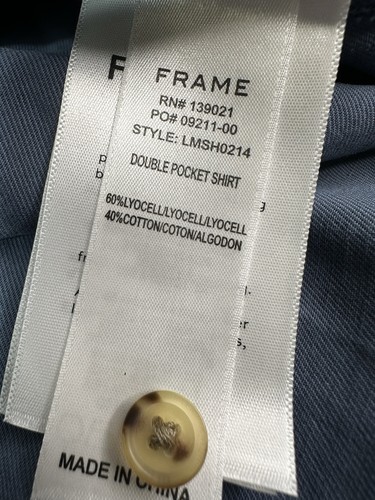 FRAME
RN# 139021
PO# 09211-00
STYLE: LMSH0214
DOUBLE POCKET SHIRT
60%LYOCELL/LYOCELL/LYOCELL
40%COTTON/COTON/ALGODON
MADE IN CHINA